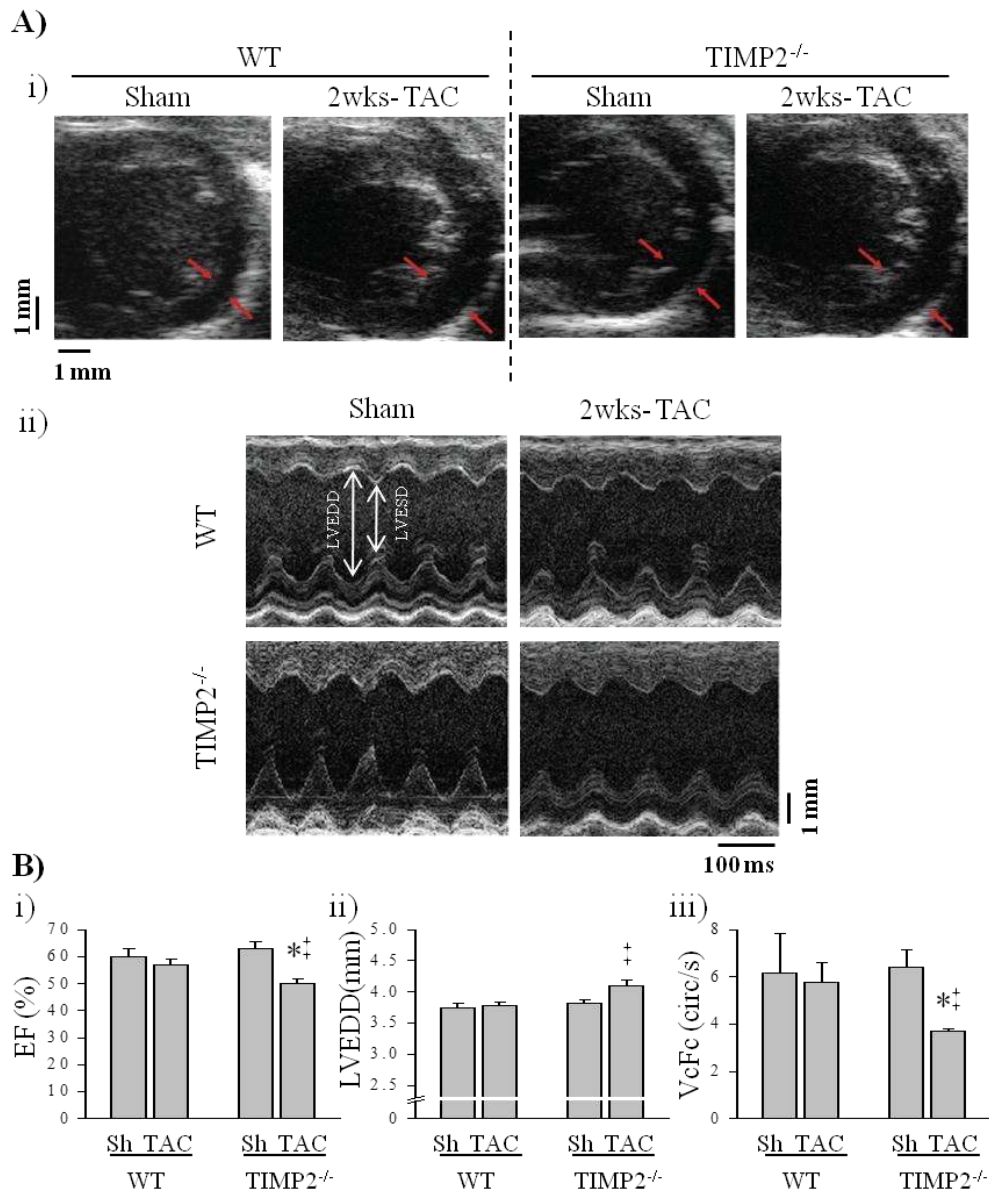 A)
WT TIMP2-/-
i)
Sham 2wks-TAC Sham 2wks-TAC
1 mm
1 mm
ii)
Sham 2wks-TAC
WT
LVEDD
LVESD
TIMP2-/-
1 mm
100 ms
B)
i) ii) iii)
EF (%)
70
60
50
40
30
20
10
0
*‡
Sh TAC Sh TAC
WT TIMP2-/-
LVEDD(mm)
5.0
4.5
4.0
3.5
3.0
2.5
0
‡
Sh TAC Sh TAC
WT TIMP2-/-
VcFc (circ/s)
8
6
4
2
0
*‡
Sh TAC Sh TAC
WT TIMP2-/-